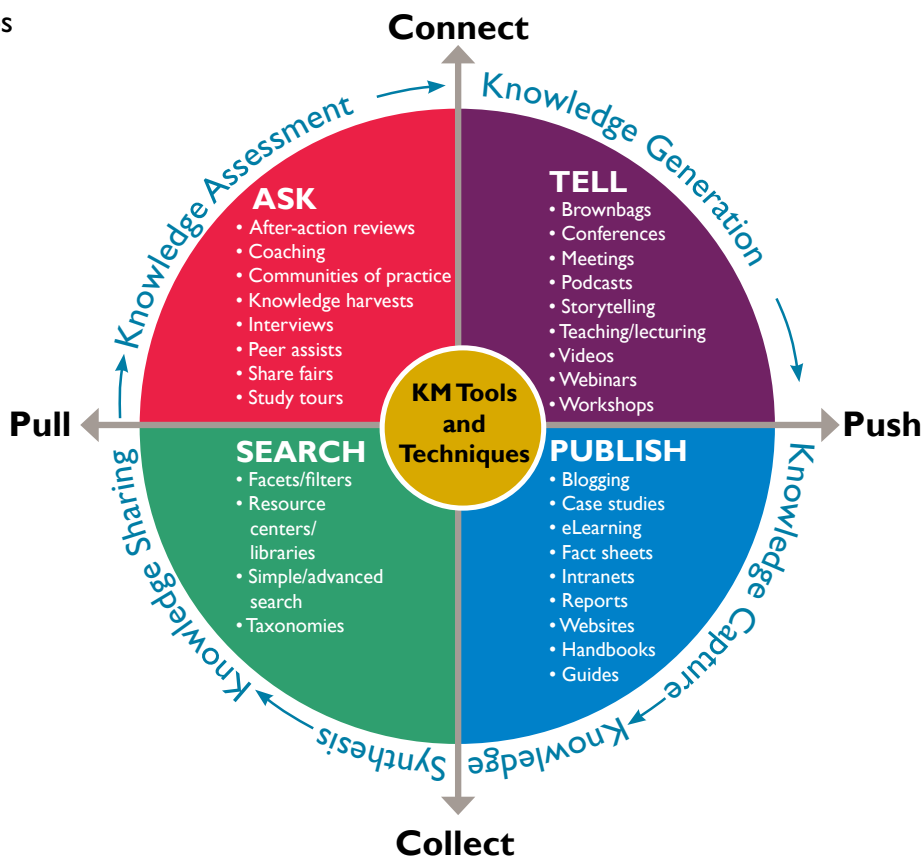 s
Connect
Knowledge Assessment
Knowledge Generation
ASK
• After-action reviews
• Coaching
• Communities of practice
• Knowledge harvests
• Interviews
• Peer assists
• Share fairs
• Study tours
TELL
• Brownbags
• Conferences
• Meetings
• Podcasts
• Storytelling
• Teaching/lecturing
• Videos
• Webinars
• Workshops
Pull
KM Tools
and
Techniques
Push
SEARCH
• Facets/filters
• Resource
centers/
libraries
• Simple/advanced
search
• Taxonomies
PUBLISH
• Blogging
• Case studies
• eLearning
• Fact sheets
• Intranets
• Reports
• Websites
• Handbooks
• Guides
Knowledge Capture
Knowledge Synthesis
Knowledge Sharing
Collect